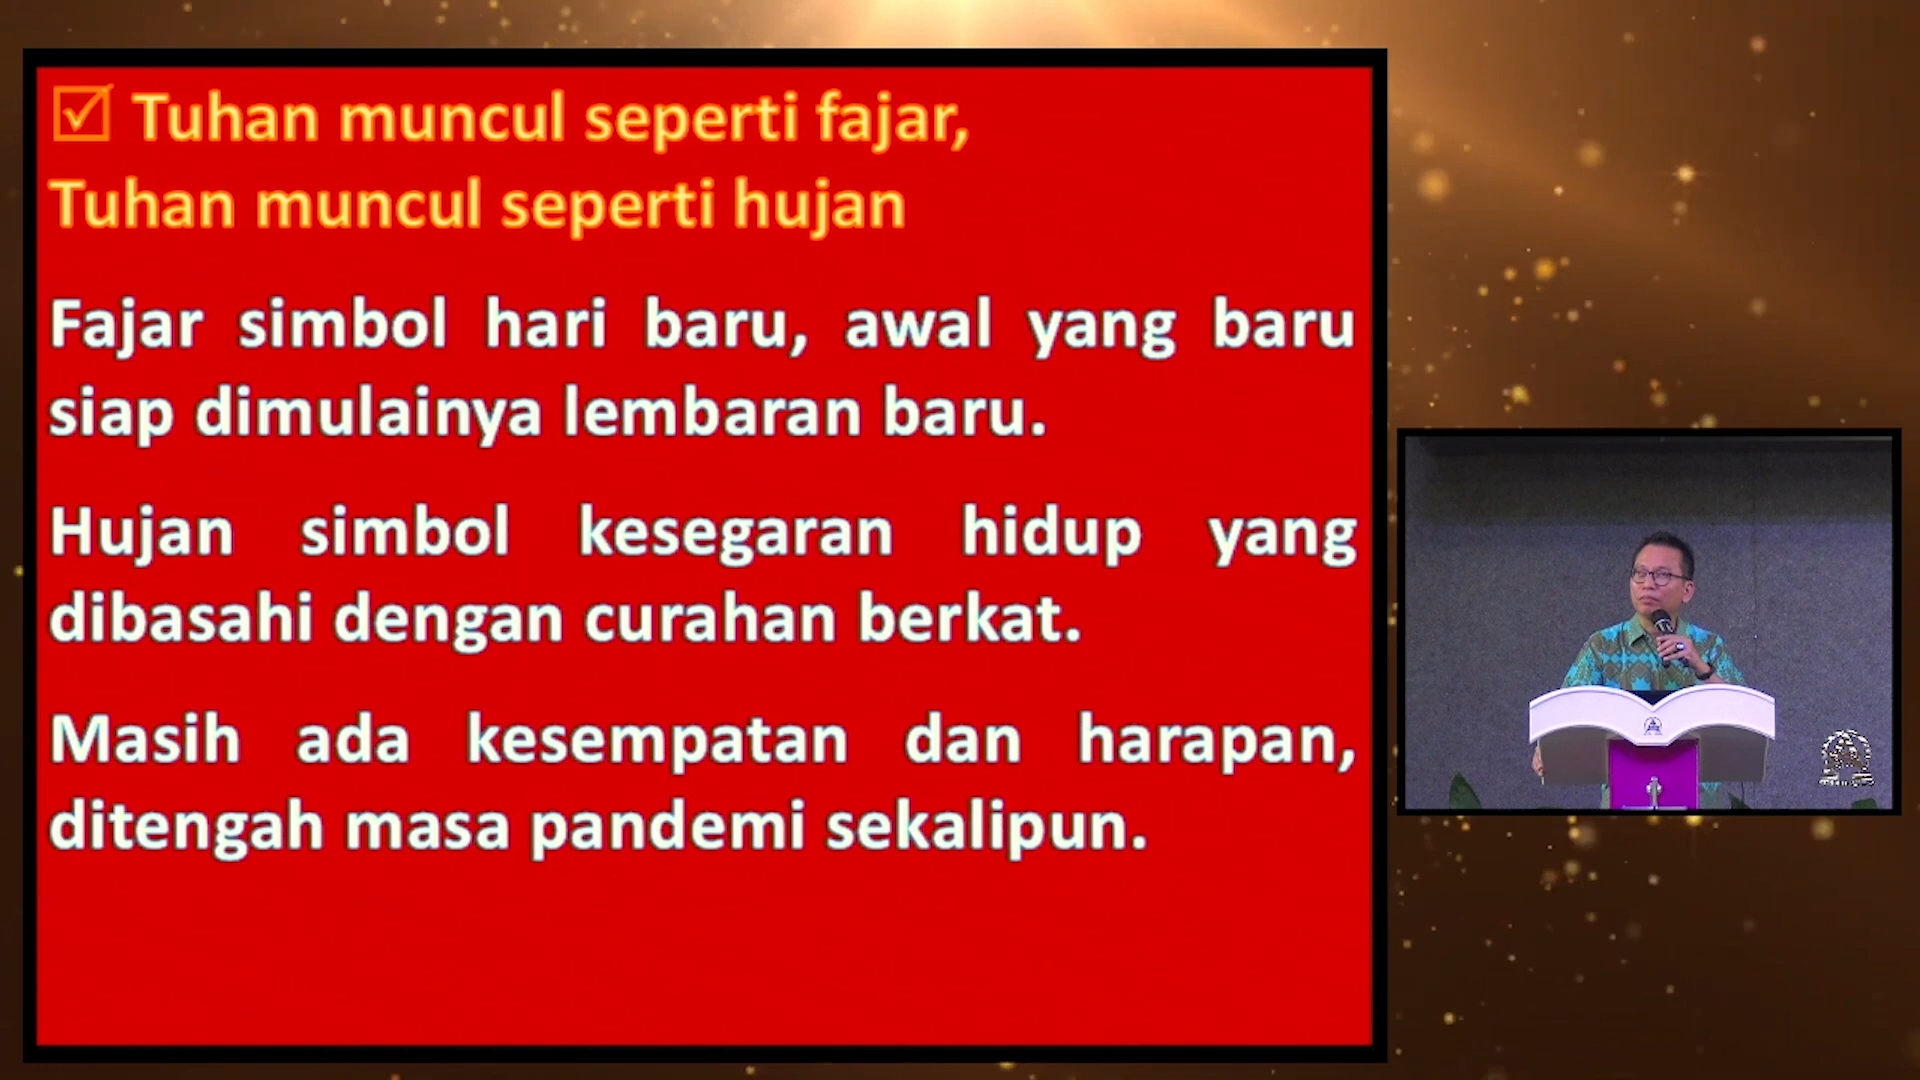 ☑ Tuhan muncul seperti fajar,
Tuhan muncul seperti hujan
Fajar simbol hari baru, awal yang baru
siap dimulainya lembaran baru.
Hujan simbol kesegaran hidup yang
dibasahi dengan curahan berkat.
Masih ada kesempatan dan harapan,
ditengah masa pandemi sekalipun.